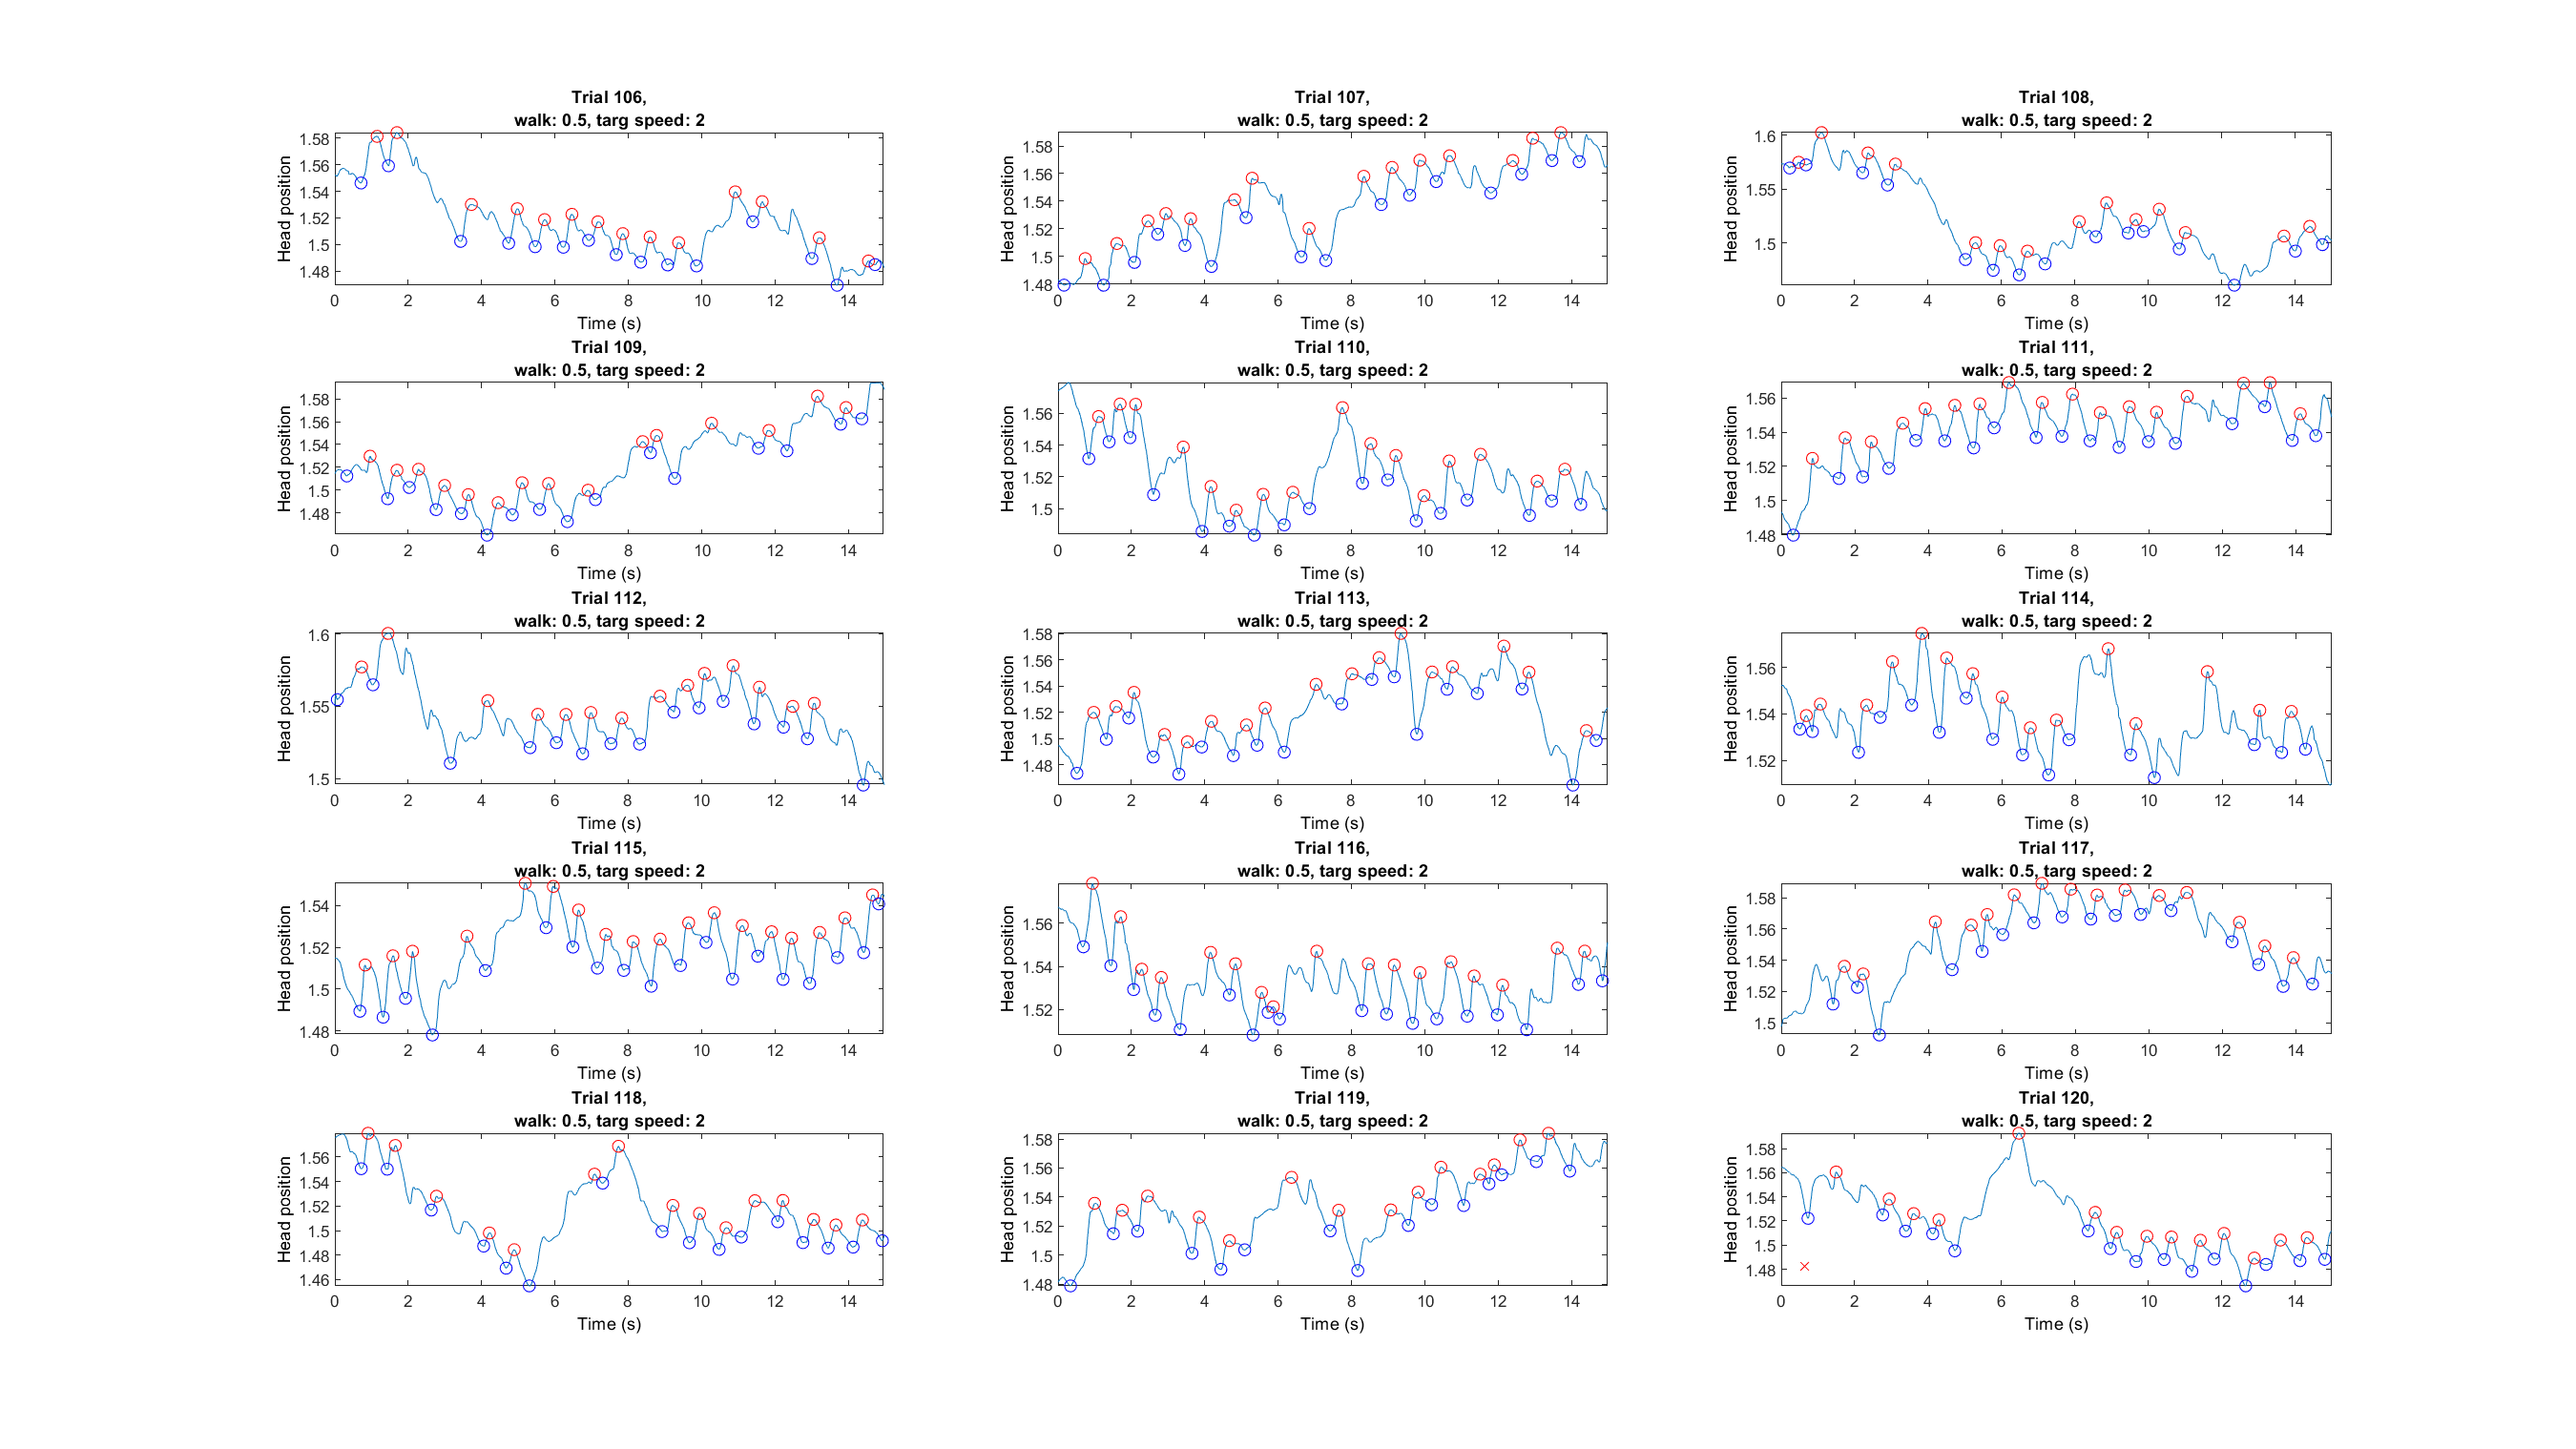 Trial 106,
walk: 0.5, targ speed: 2
1.58
1.56
1.54
1.52
1.5
1.48
Head position
0 2 4 6 8 10 12 14
Time (s)
Trial 107,
walk: 0.5, targ speed: 2
1.58
1.56
1.54
1.52
1.5
1.48
Head position
0 2 4 6 8 10 12 14
Time (s)
Trial 108,
walk: 0.5, targ speed: 2
1.6
1.55
1.5
Head position
0 2 4 6 8 10 12 14
Time (s)
Trial 109,
walk: 0.5, targ speed: 2
1.58
1.56
1.54
1.52
1.5
1.48
Head position
0 2 4 6 8 10 12 14
Time (s)
Trial 110,
walk: 0.5, targ speed: 2
1.56
1.54
1.52
1.5
Head position
0 2 4 6 8 10 12 14
Time (s)
Trial 111,
walk: 0.5, targ speed: 2
1.56
1.54
1.52
1.5
1.48
Head position
0 2 4 6 8 10 12 14
Time (s)
Trial 112,
walk: 0.5, targ speed: 2
1.6
1.55
1.5
Head position
0 2 4 6 8 10 12 14
Time (s)
Trial 113,
walk: 0.5, targ speed: 2
1.58
1.56
1.54
1.52
1.5
1.48
Head position
0 2 4 6 8 10 12 14
Time (s)
Trial 114,
walk: 0.5, targ speed: 2
1.56
1.54
1.52
Head position
0 2 4 6 8 10 12 14
Time (s)
Trial 115,
walk: 0.5, targ speed: 2
1.54
1.52
1.5
1.48
Head position
0 2 4 6 8 10 12 14
Time (s)
Trial 116,
walk: 0.5, targ speed: 2
1.56
1.54
1.52
Head position
0 2 4 6 8 10 12 14
Time (s)
Trial 117,
walk: 0.5, targ speed: 2
1.58
1.56
1.54
1.52
1.5
Head position
0 2 4 6 8 10 12 14
Time (s)
Trial 118,
walk: 0.5, targ speed: 2
1.56
1.54
1.52
1.5
1.48
1.46
Head position
0 2 4 6 8 10 12 14
Time (s)
Trial 119,
walk: 0.5, targ speed: 2
1.58
1.56
1.54
1.52
1.5
1.48
Head position
0 2 4 6 8 10 12 14
Time (s)
Trial 120,
walk: 0.5, targ speed: 2
1.58
1.56
1.54
1.52
1.5
1.48
Head position
0 2 4 6 8 10 12 14
Time (s)